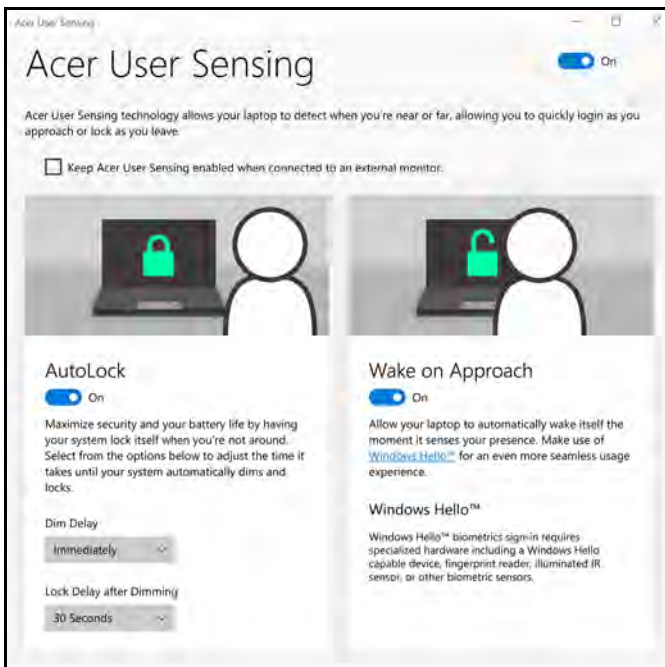 Acer User Sensing
Acer User Sensing
On
Acer User Sensing technology allows your laptop to detect when you're near or far, allowing you to quickly login as you
approach or lock as you leave.
Keep Acer User Sensing enabled when connected to an external monitor.
AutoLock
On
Maximize security and your battery life by having
your system lock itself when you're not around.
Select from the options below to adjust the time it
takes until your system automatically dims and
locks.
Dim Delay
Immediately
Lock Delay after Dimming
30 Seconds
Wake on Approach
On
Allow your laptop to automatically wake itself the
moment it senses your presence. Make use of
Windows Hello™ for an even more seamless usage
experience.
Windows Hello™
Windows Hello™ biometrics sign-in requires
specialized hardware including a Windows Hello
capable device, fingerprint reader, illuminated IR
sensor, or other biometric sensors.